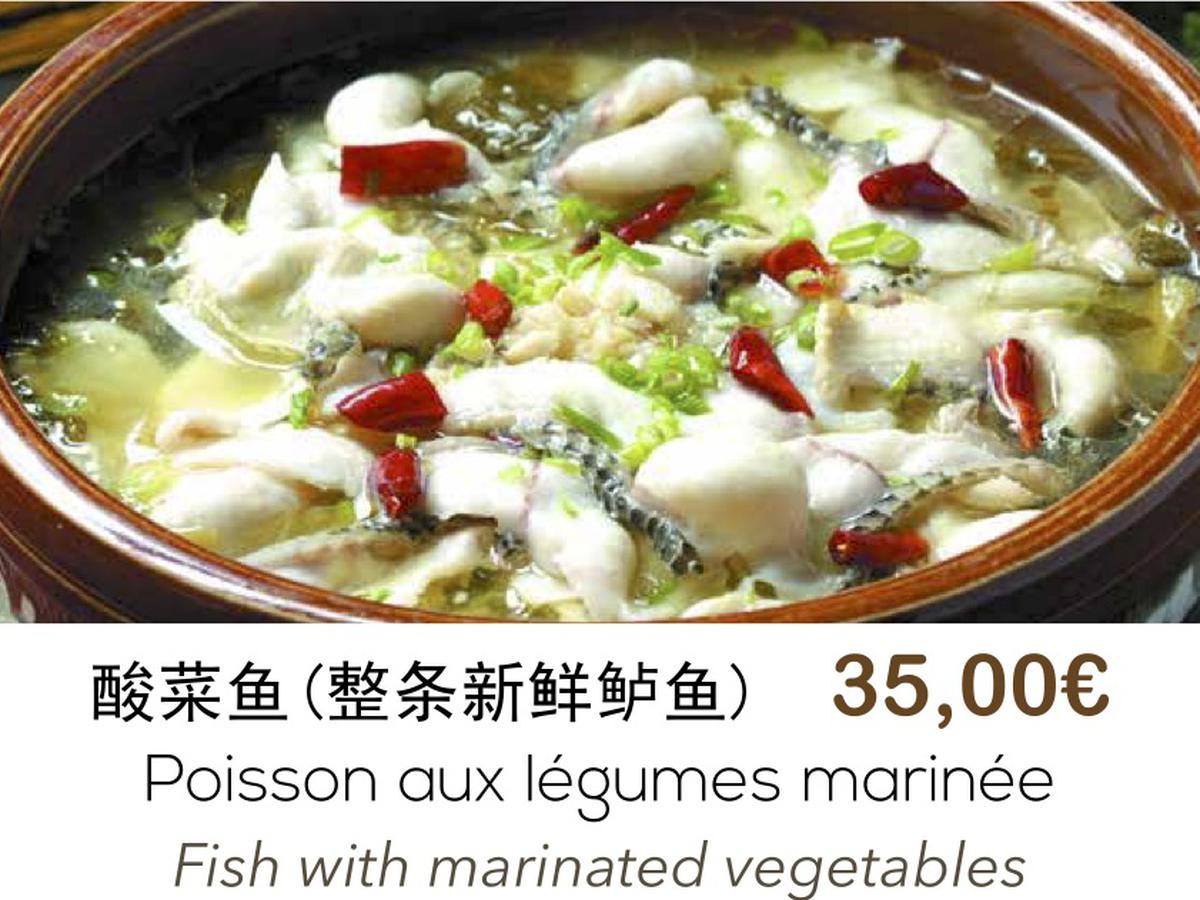 酸菜鱼(整条新鲜鲈鱼) 35,00€
Poisson aux légumes marinée
Fish with marinated vegetables